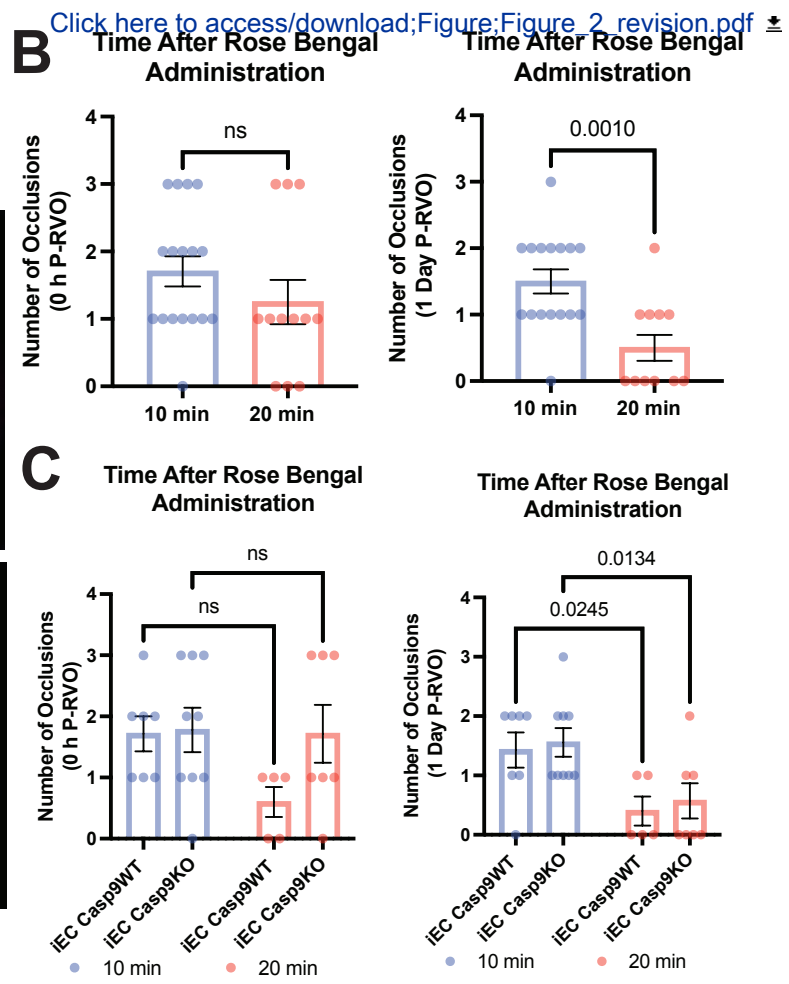 Click here to access/download;Figure;Figure_2_revision.pdf
B
Time After Rose Bengal
Administration
Number of Occlusions
(0 h P-RVO)
4
3
2
1
0
ns
10 min
20 min
Time After Rose Bengal
Administration
Number of Occlusions
(1 Day P-RVO)
4
3
2
1
0
0.0010
10 min
20 min
C
Time After Rose Bengal
Administration
Number of Occlusions
(0 h P-RVO)
4
3
2
1
0
ns
ns
iEC Casp9WT
iEC Casp9KO
iEC Casp9WT
iEC Casp9KO
10 min
20 min
Time After Rose Bengal
Administration
Number of Occlusions
(1 Day P-RVO)
4
3
2
1
0
0.0134
0.0245
iEC Casp9WT
iEC Casp9KO
iEC Casp9WT
iEC Casp9KO
10 min
20 min